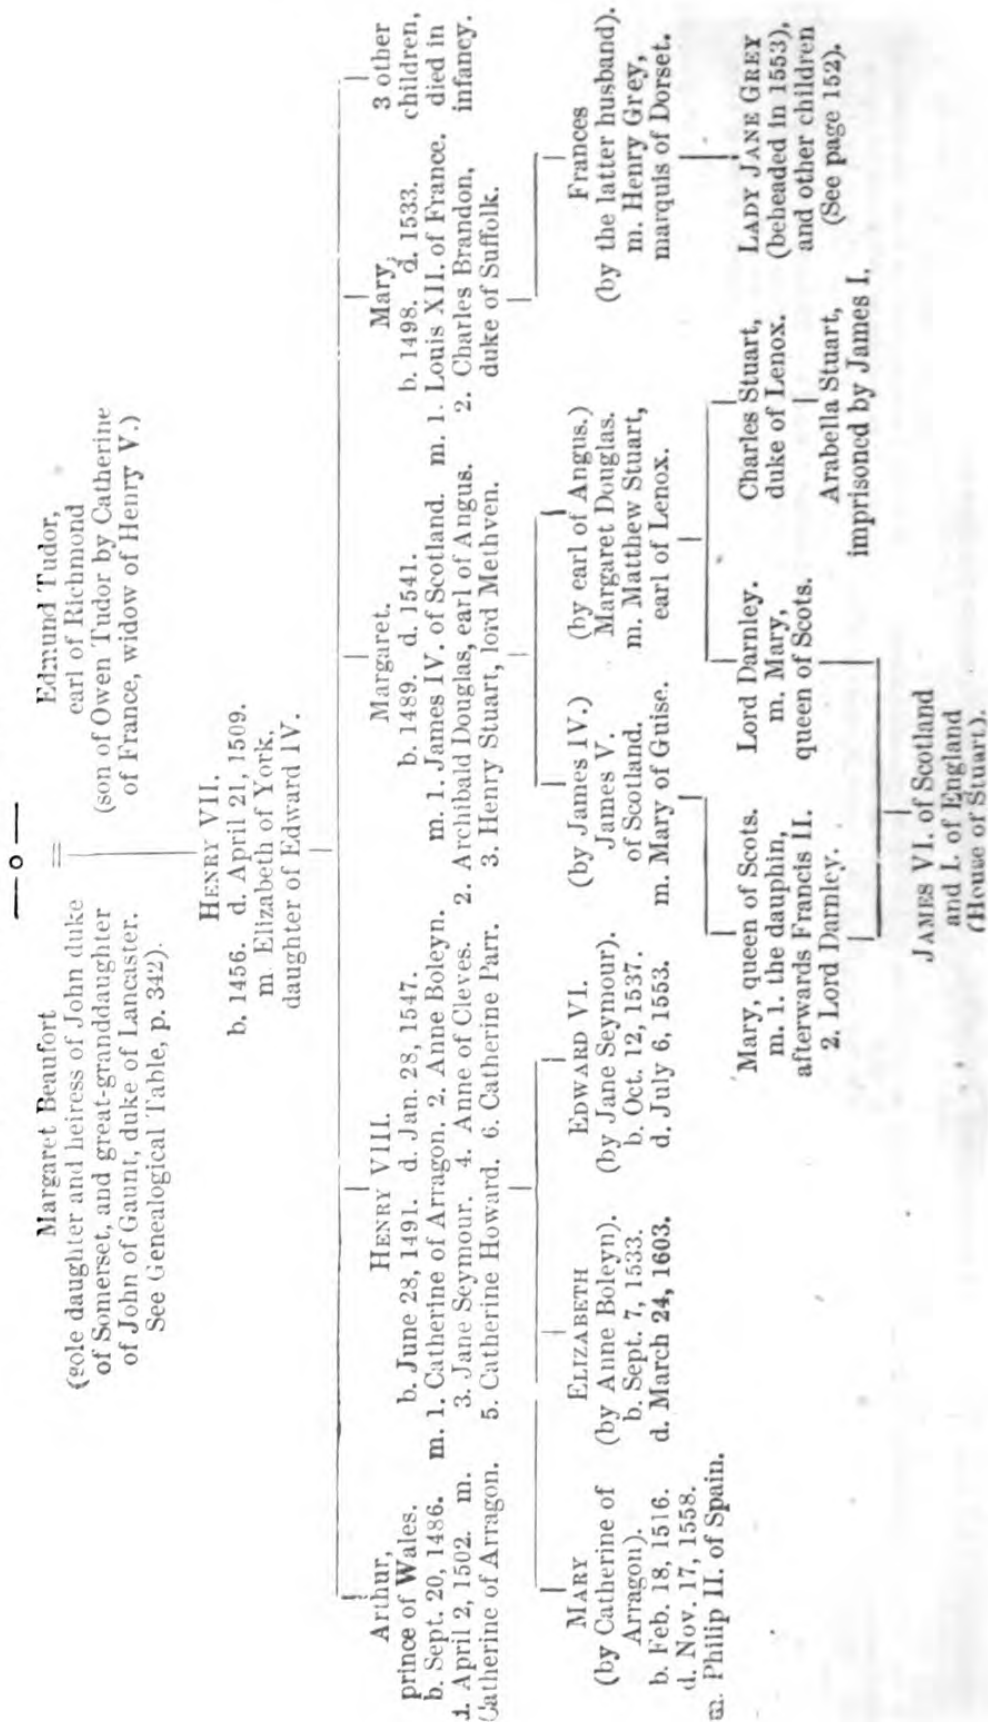 Margaret Beaufort
(sole daughter and heiress of John duke
of Somerset, and great-granddaughter
of John of Gaunt, duke of Lancaster.
See Genealogical Table, p. 342).
Edmund Tudor,
earl of Richmond
(son of Owen Tudor by Catherine
of France, widow of Henry V.)
HENRY VII.
b. 1456. d. April 21, 1509.
m. Elizabeth of York,
daughter of Edward IV.
Arthur,
prince of Wales.
b. Sept. 20, 1486.
d. April 2, 1502. m.
Catherine of Arragon.
HENRY VIII.
b. June 28, 1491. d. Jan. 28, 1547.
m. 1. Catherine of Arragon. 2. Anne Boleyn.
3. Jane Seymour. 4. Anne of Cleves.
5. Catherine Howard. 6. Catherine Parr.
Margaret.
b. 1489. d. 1541.
m. 1. James IV. of Scotland.
2. Archibald Douglas, earl of Angus.
3. Henry Stuart, lord Methven.
Mary,
b. 1498. d. 1533.
m. 1. Louis XII. of France.
2. Charles Brandon,
duke of Suffolk.
3 other
children,
died in
infancy.
MARY
(by Catherine of
Arragon).
b. Feb. 18, 1516.
d. Nov. 17, 1558.
m. Philip II. of Spain.
ELIZABETH
(by Anne Boleyn).
b. Sept. 7, 1533.
d. March 24, 1603.
EDWARD VI.
(by Jane Seymour).
b. Oct. 12, 1537.
d. July 6, 1553.
(by James IV.)
James V.
of Scotland.
m. Mary of Guise.
(by earl of Angus.)
Margaret Douglas.
m. Matthew Stuart,
earl of Lenox.
Frances
(by the latter husband).
m. Henry Grey,
marquis of Dorset.
Mary, queen of Scots.
m. 1. the dauphin,
afterwards Francis II.
2. Lord Darnley.
Lord Darnley.
m. Mary,
queen of Scots.
Charles Stuart,
duke of Lenox.
Arabella Stuart,
imprisoned by James I.
LADY JANE GREY
(beheaded in 1553),
and other children
(See page 152).
JAMES VI. of Scotland
and I. of England
(House of Stuart).